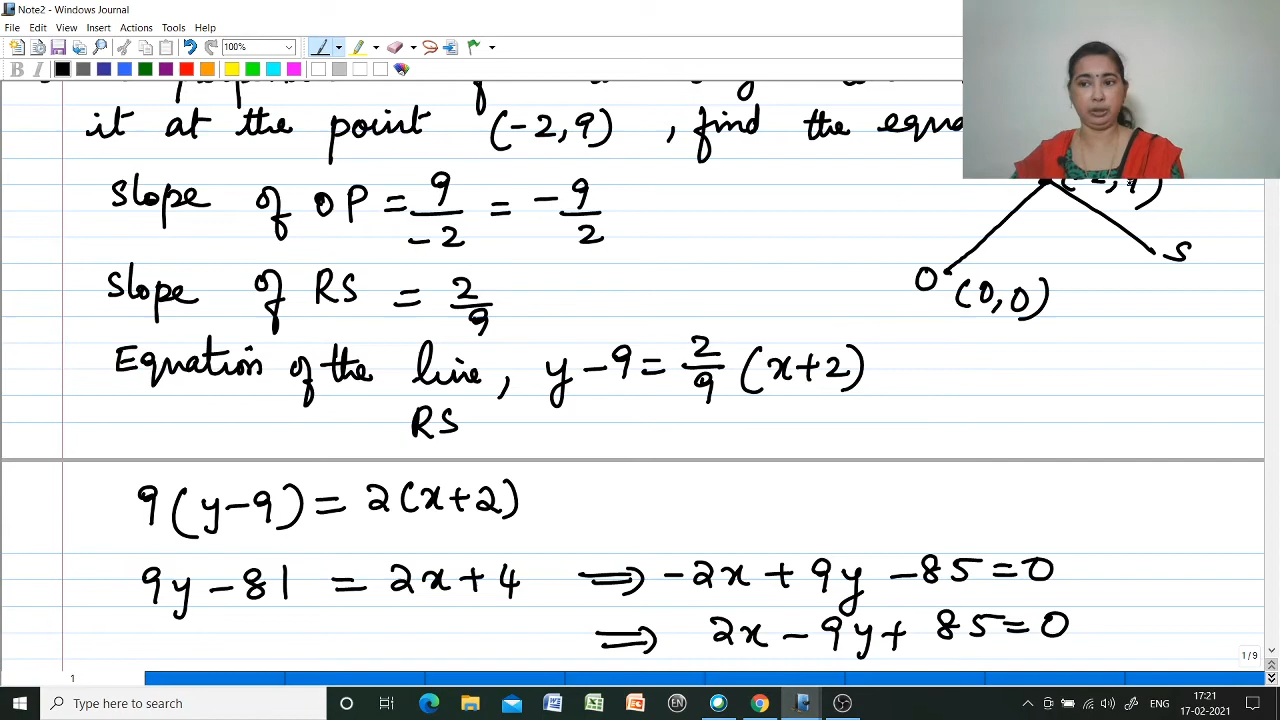 Note2 - Windows Journal
File Edit View Insert Actions Tools Help
100%
B I
it at the point (-2, 9) , find the equa
(-2, 9)
Slope of OP = 9/-2 = -9/2
S
O (0, 0)
Slope of RS = 2/9
Equation of the line, y - 9 = 2/9 (x+2)
RS
9(y-9) = 2(x+2)
9y - 81 = 2x + 4 ⟹ -2x + 9y - 85 = 0
⟹ 2x - 9y + 85 = 0
1/9
1
Type here to search
EN
ENG
17:21
17-02-2021